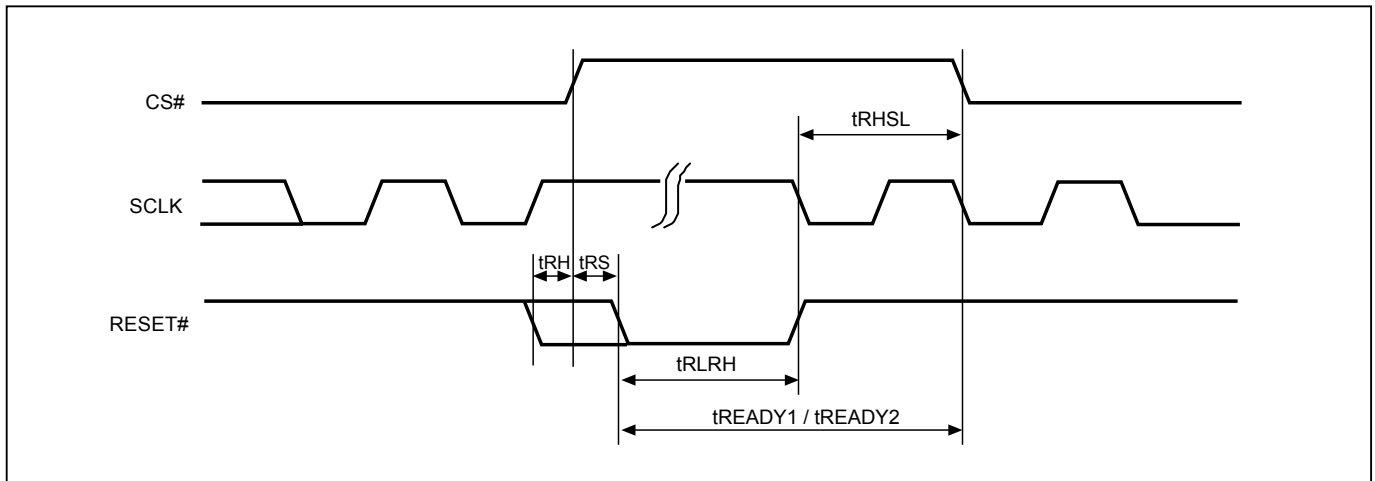 CS#
tRHSL
SCLK
tRH tRS
RESET#
tRLRH
tREADY1 / tREADY2